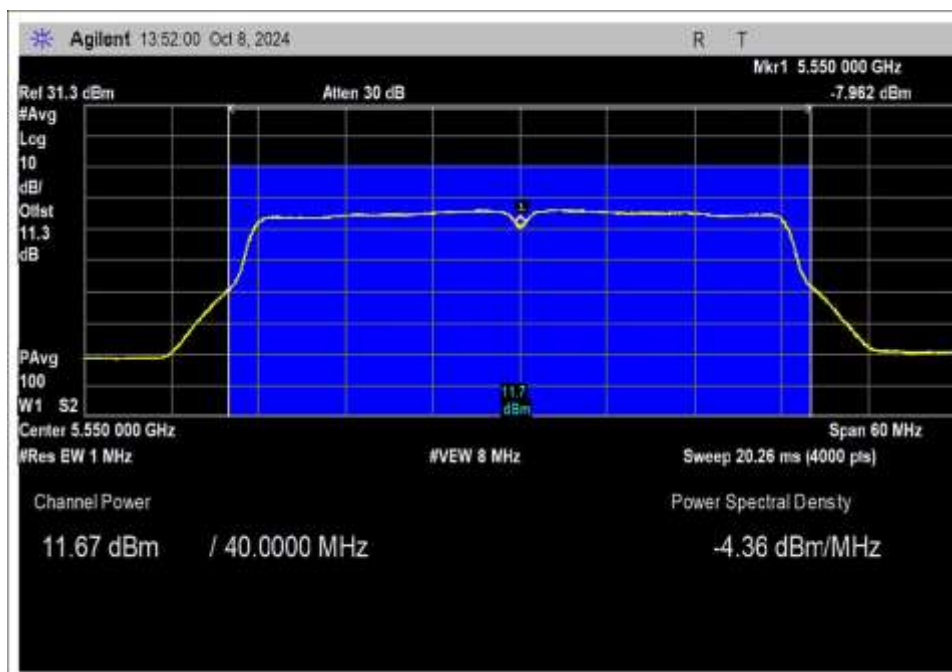 Agilent 13:52:00 Oct 8, 2024 R T
Mkr1 5.550 000 GHz
Ref 31.3 dBm Atten 30 dB -7.962 dBm
#Avg
Log
10
dB/
Offst
11.3
dB
1
PAvg
100
11.7
dBm
W1 S2
Center 5.550 000 GHz Span 60 MHz
#Res BW 1 MHz #VBW 8 MHz Sweep 20.26 ms (4000 pts)
Channel Power Power Spectral Density
11.67 dBm / 40.0000 MHz -4.36 dBm/MHz